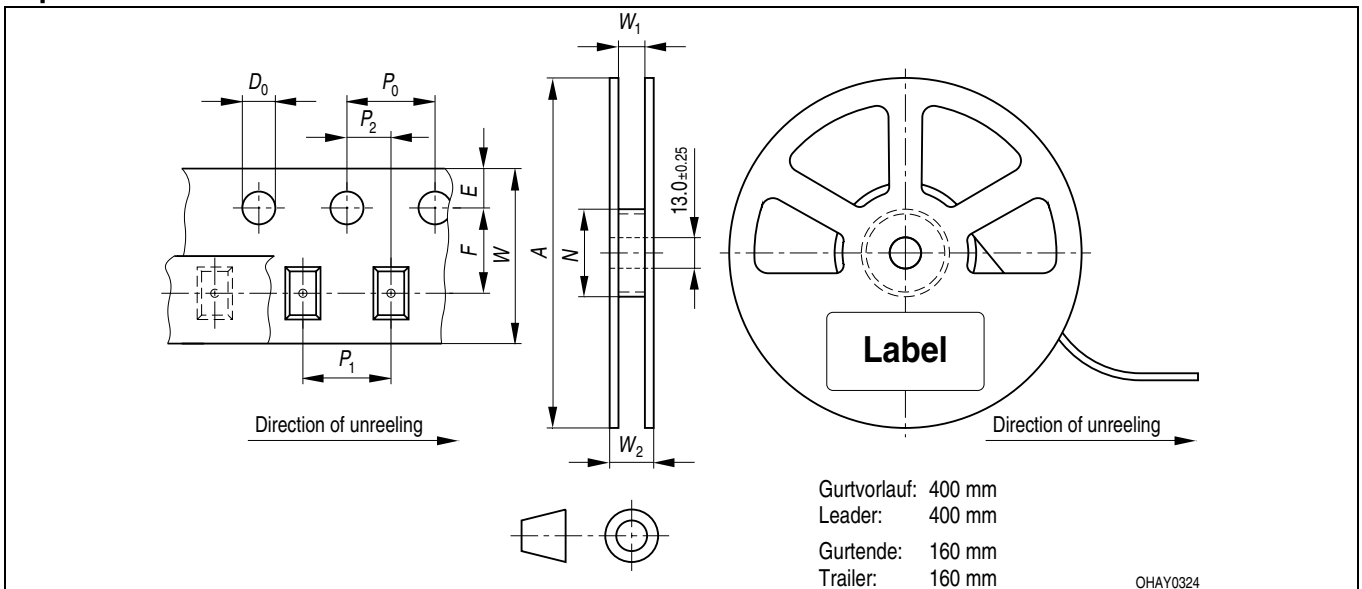 W1
D0
P0
P2
E
F
W
A
N
13.0±0.25
P1
W2
Label
Direction of unreeling
Direction of unreeling
Gurtvorlauf: 400 mm
Leader: 400 mm
Gurtende: 160 mm
Trailer: 160 mm
OHAY0324